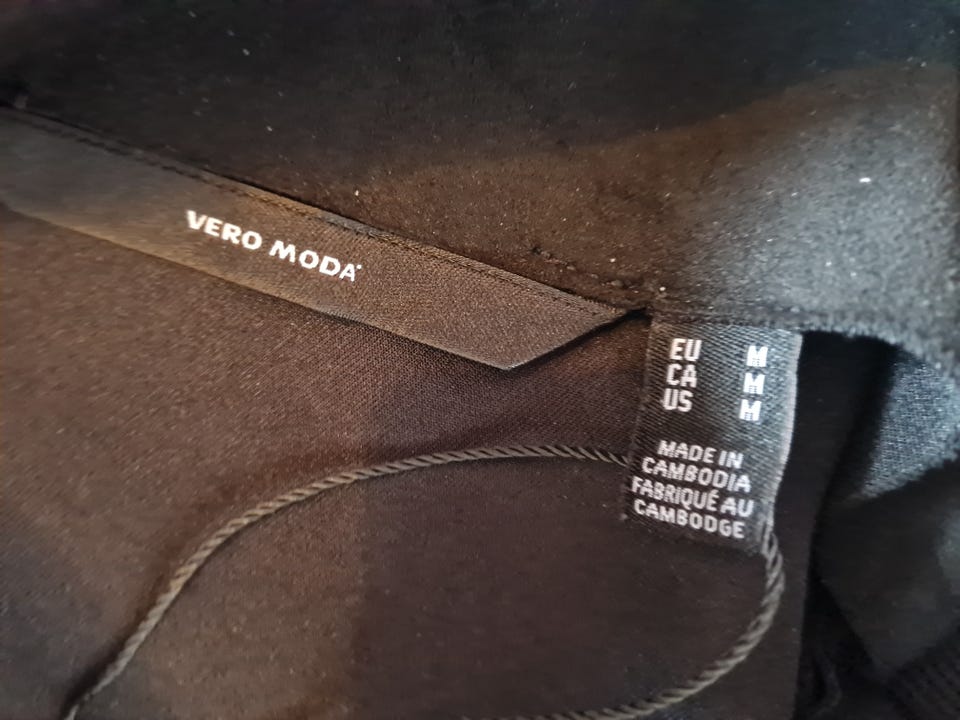 VERO MODA
EU M
CA M
US M
MADE IN
CAMBODIA
FABRIQUÉ AU
CAMBODGE